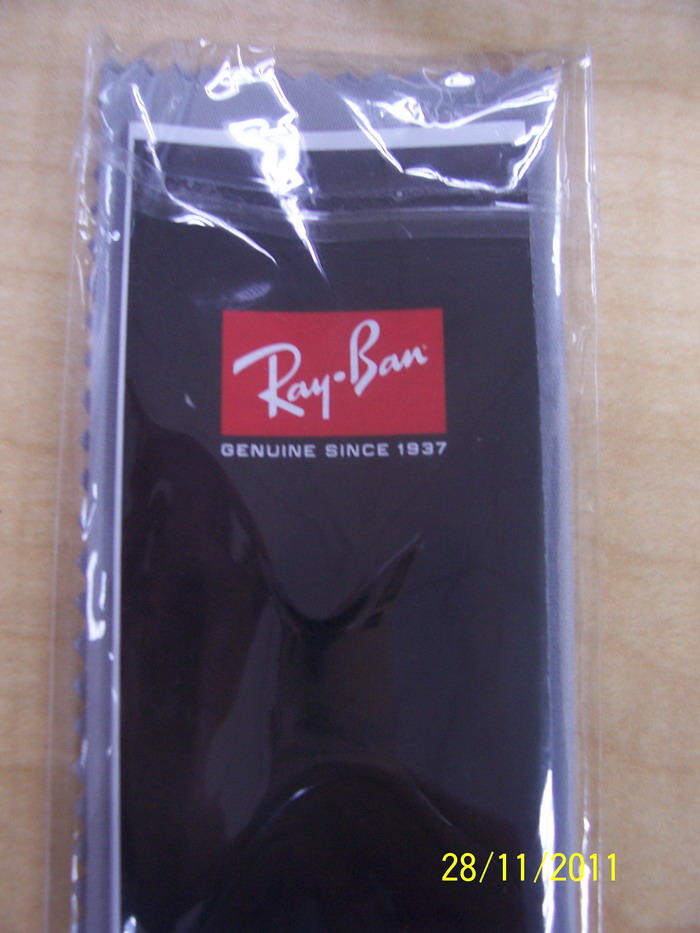 Ray-Ban
GENUINE SINCE 1937
28/11/2011